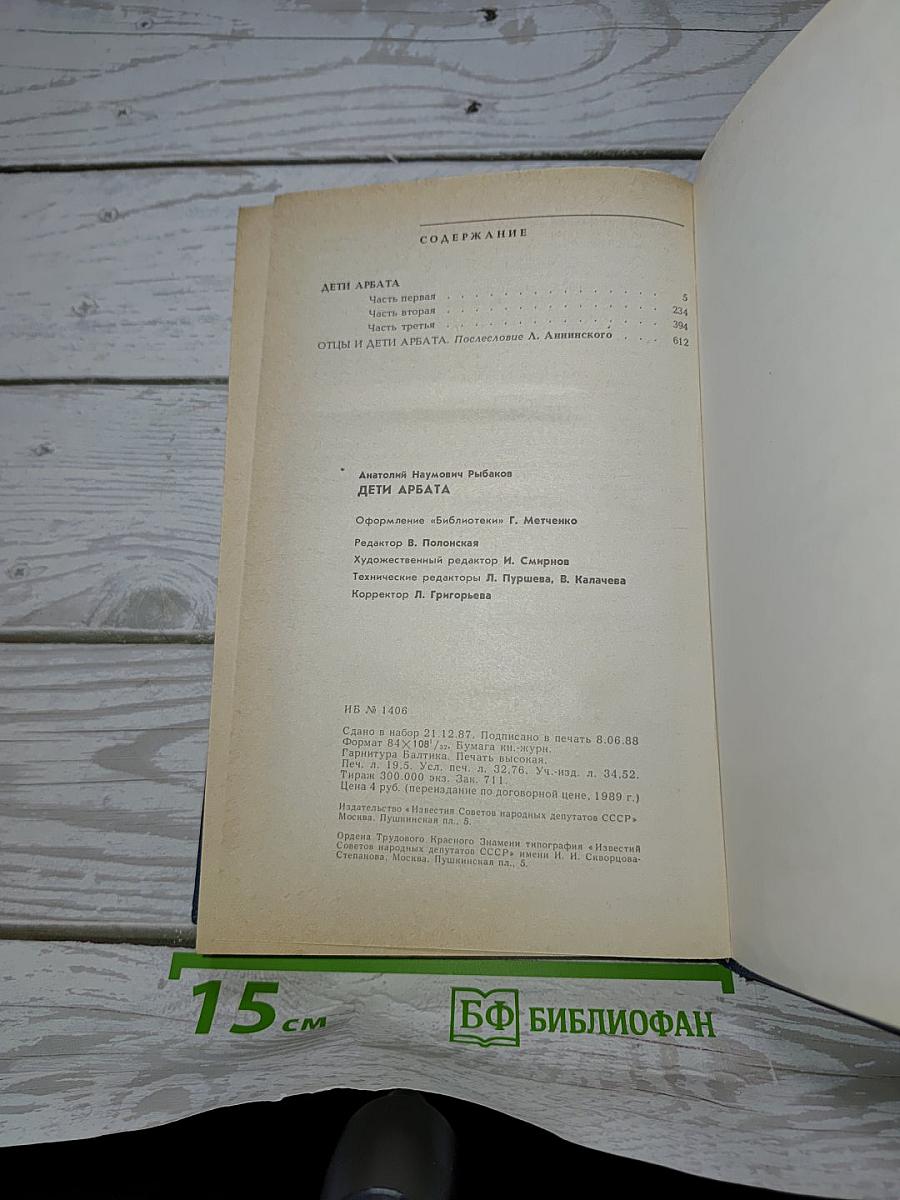 СОДЕРЖАНИЕ
ДЕТИ АРБАТА
Часть первая . . . . . . . . . . . . . . . 5
Часть вторая . . . . . . . . . . . . . . . 234
Часть третья . . . . . . . . . . . . . . . 394
ОТЦЫ И ДЕТИ АРБАТА. Послесловие Л. Аннинского . . . . 612
Анатолий Наумович Рыбаков
ДЕТИ АРБАТА
Оформление «Библиотеки» Г. Метченко
Редактор В. Полонская
Художественный редактор И. Смирнов
Технические редакторы Л. Пуршева, В. Калачева
Корректор Л. Григорьева
ИБ № 1406
Сдано в набор 21.12.87. Подписано в печать 8.06.88
Формат 84×108¹/₃₂. Бумага кн.-журн.
Гарнитура Балтика. Печать высокая.
Печ. л. 19,5. Усл. печ. л. 32,76. Уч.-изд. л. 34,52.
Тираж 300.000 экз. Зак. 711.
Цена 4 руб. (переиздание по договорной цене, 1989 г.)
Издательство «Известия Советов народных депутатов СССР»
Москва. Пушкинская пл., 5.
Ордена Трудового Красного Знамени типография «Известий
Советов народных депутатов СССР» имени И. И. Скворцова-
Степанова, Москва. Пушкинская пл., 5.
15 см
БФ БИБЛИОФАН